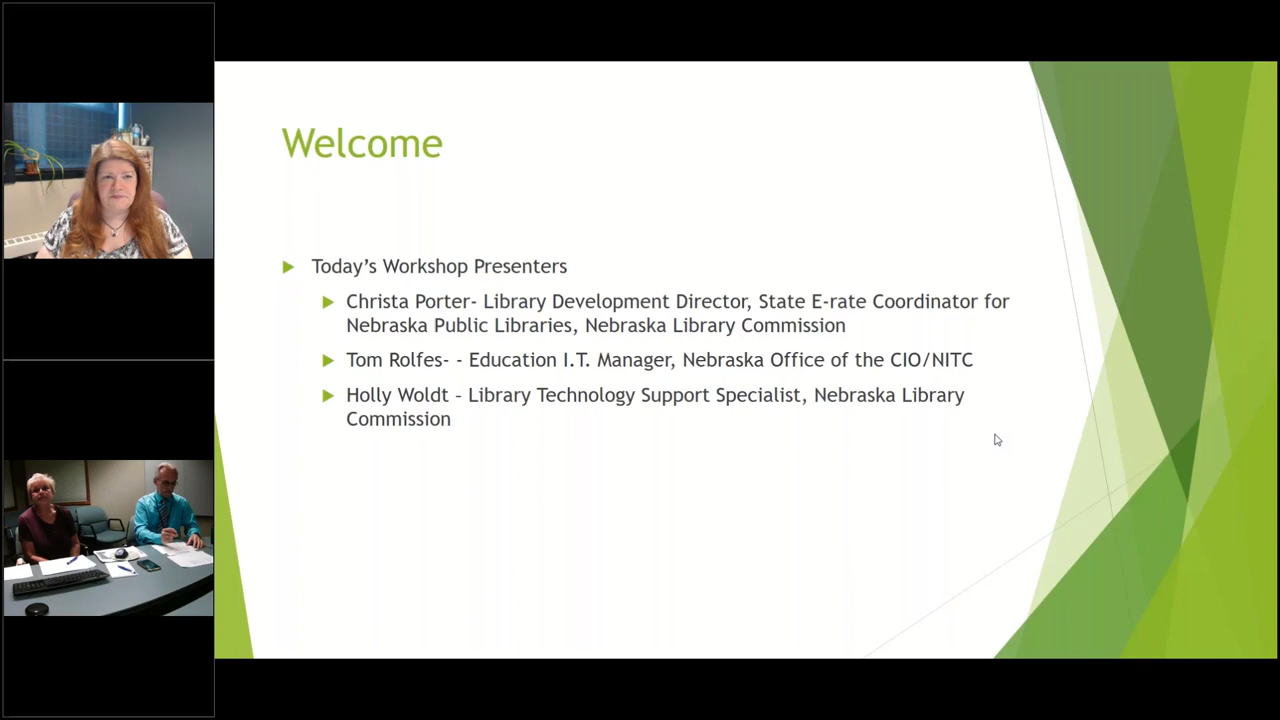 Welcome
Today’s Workshop Presenters
Christa Porter- Library Development Director, State E-rate Coordinator for
Nebraska Public Libraries, Nebraska Library Commission
Tom Rolfes- - Education I.T. Manager, Nebraska Office of the CIO/NITC
Holly Woldt – Library Technology Support Specialist, Nebraska Library
Commission